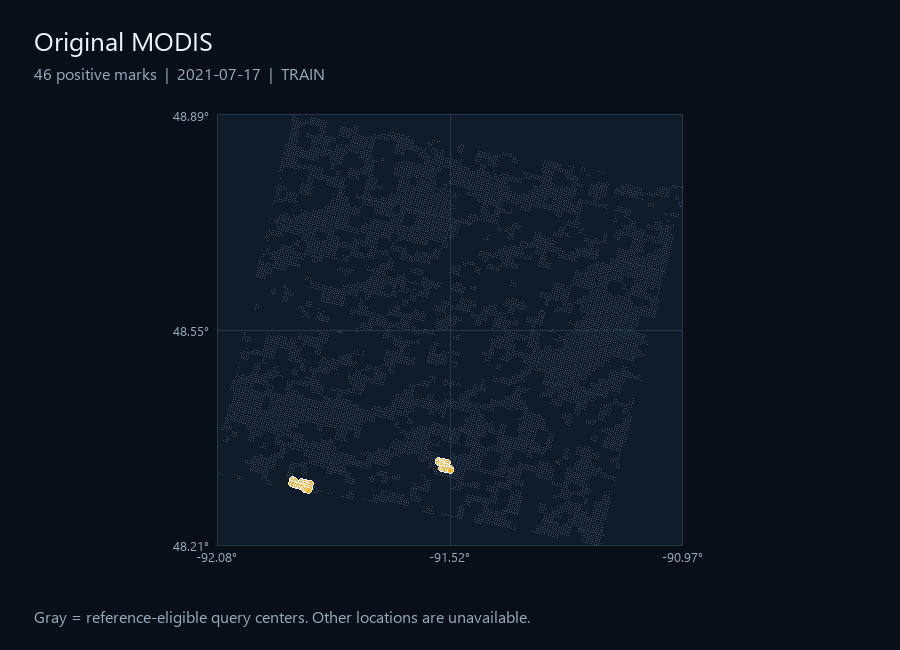 Original MODIS
46 positive marks | 2021-07-17 | TRAIN
48.89°
48.55°
48.21°
-92.08°
-91.52°
-90.97°
Gray = reference-eligible query centers. Other locations are unavailable.